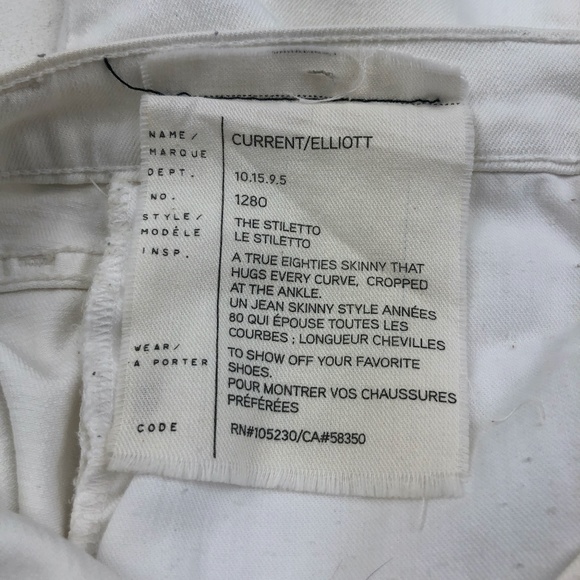 NAME/
MARQUE
CURRENT/ELLIOTT
DEPT.
10.15.9.5
NO.
1280
STYLE/
MODÈLE
THE STILETTO
LE STILETTO
INSP.
A TRUE EIGHTIES SKINNY THAT
HUGS EVERY CURVE, CROPPED
AT THE ANKLE.
UN JEAN SKINNY STYLE ANNÉES
80 QUI ÉPOUSE TOUTES LES
COURBES ; LONGUEUR CHEVILLES
WEAR/
A PORTER
TO SHOW OFF YOUR FAVORITE
SHOES.
POUR MONTRER VOS CHAUSSURES
PRÉFÉRÉES
CODE
RN#105230/CA#58350